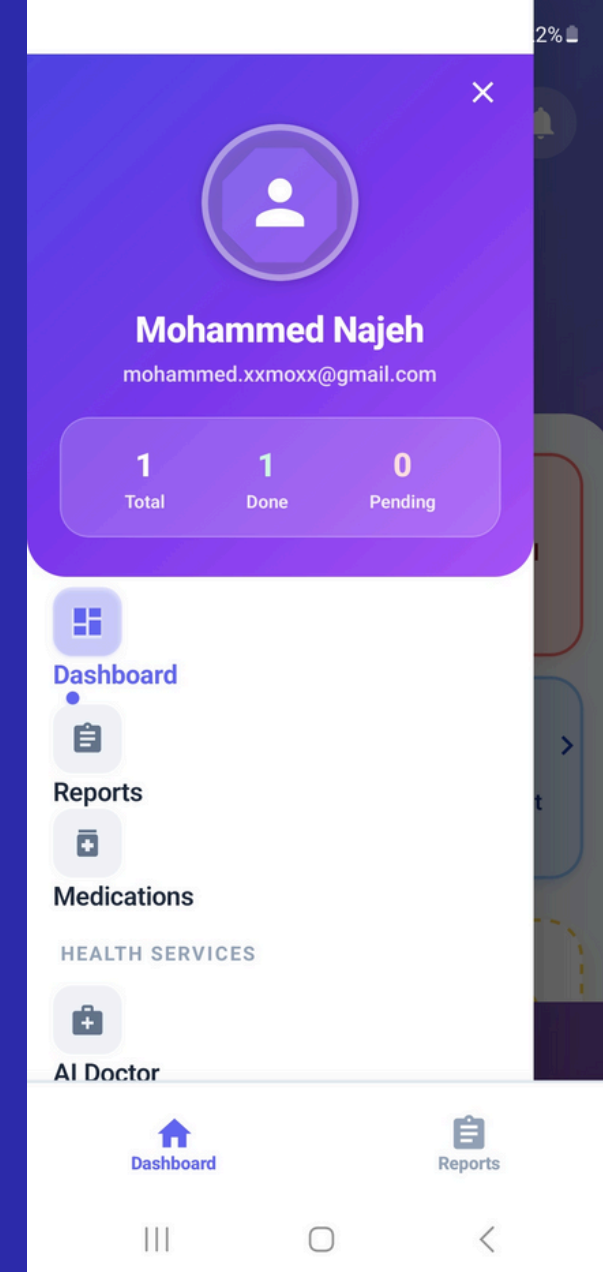 2%
Mohammed Najeh
mohammed.xxmoxx@gmail.com
1 1 0
Total Done Pending
Dashboard
Reports
Medications
HEALTH SERVICES
AI Doctor
Dashboard Reports